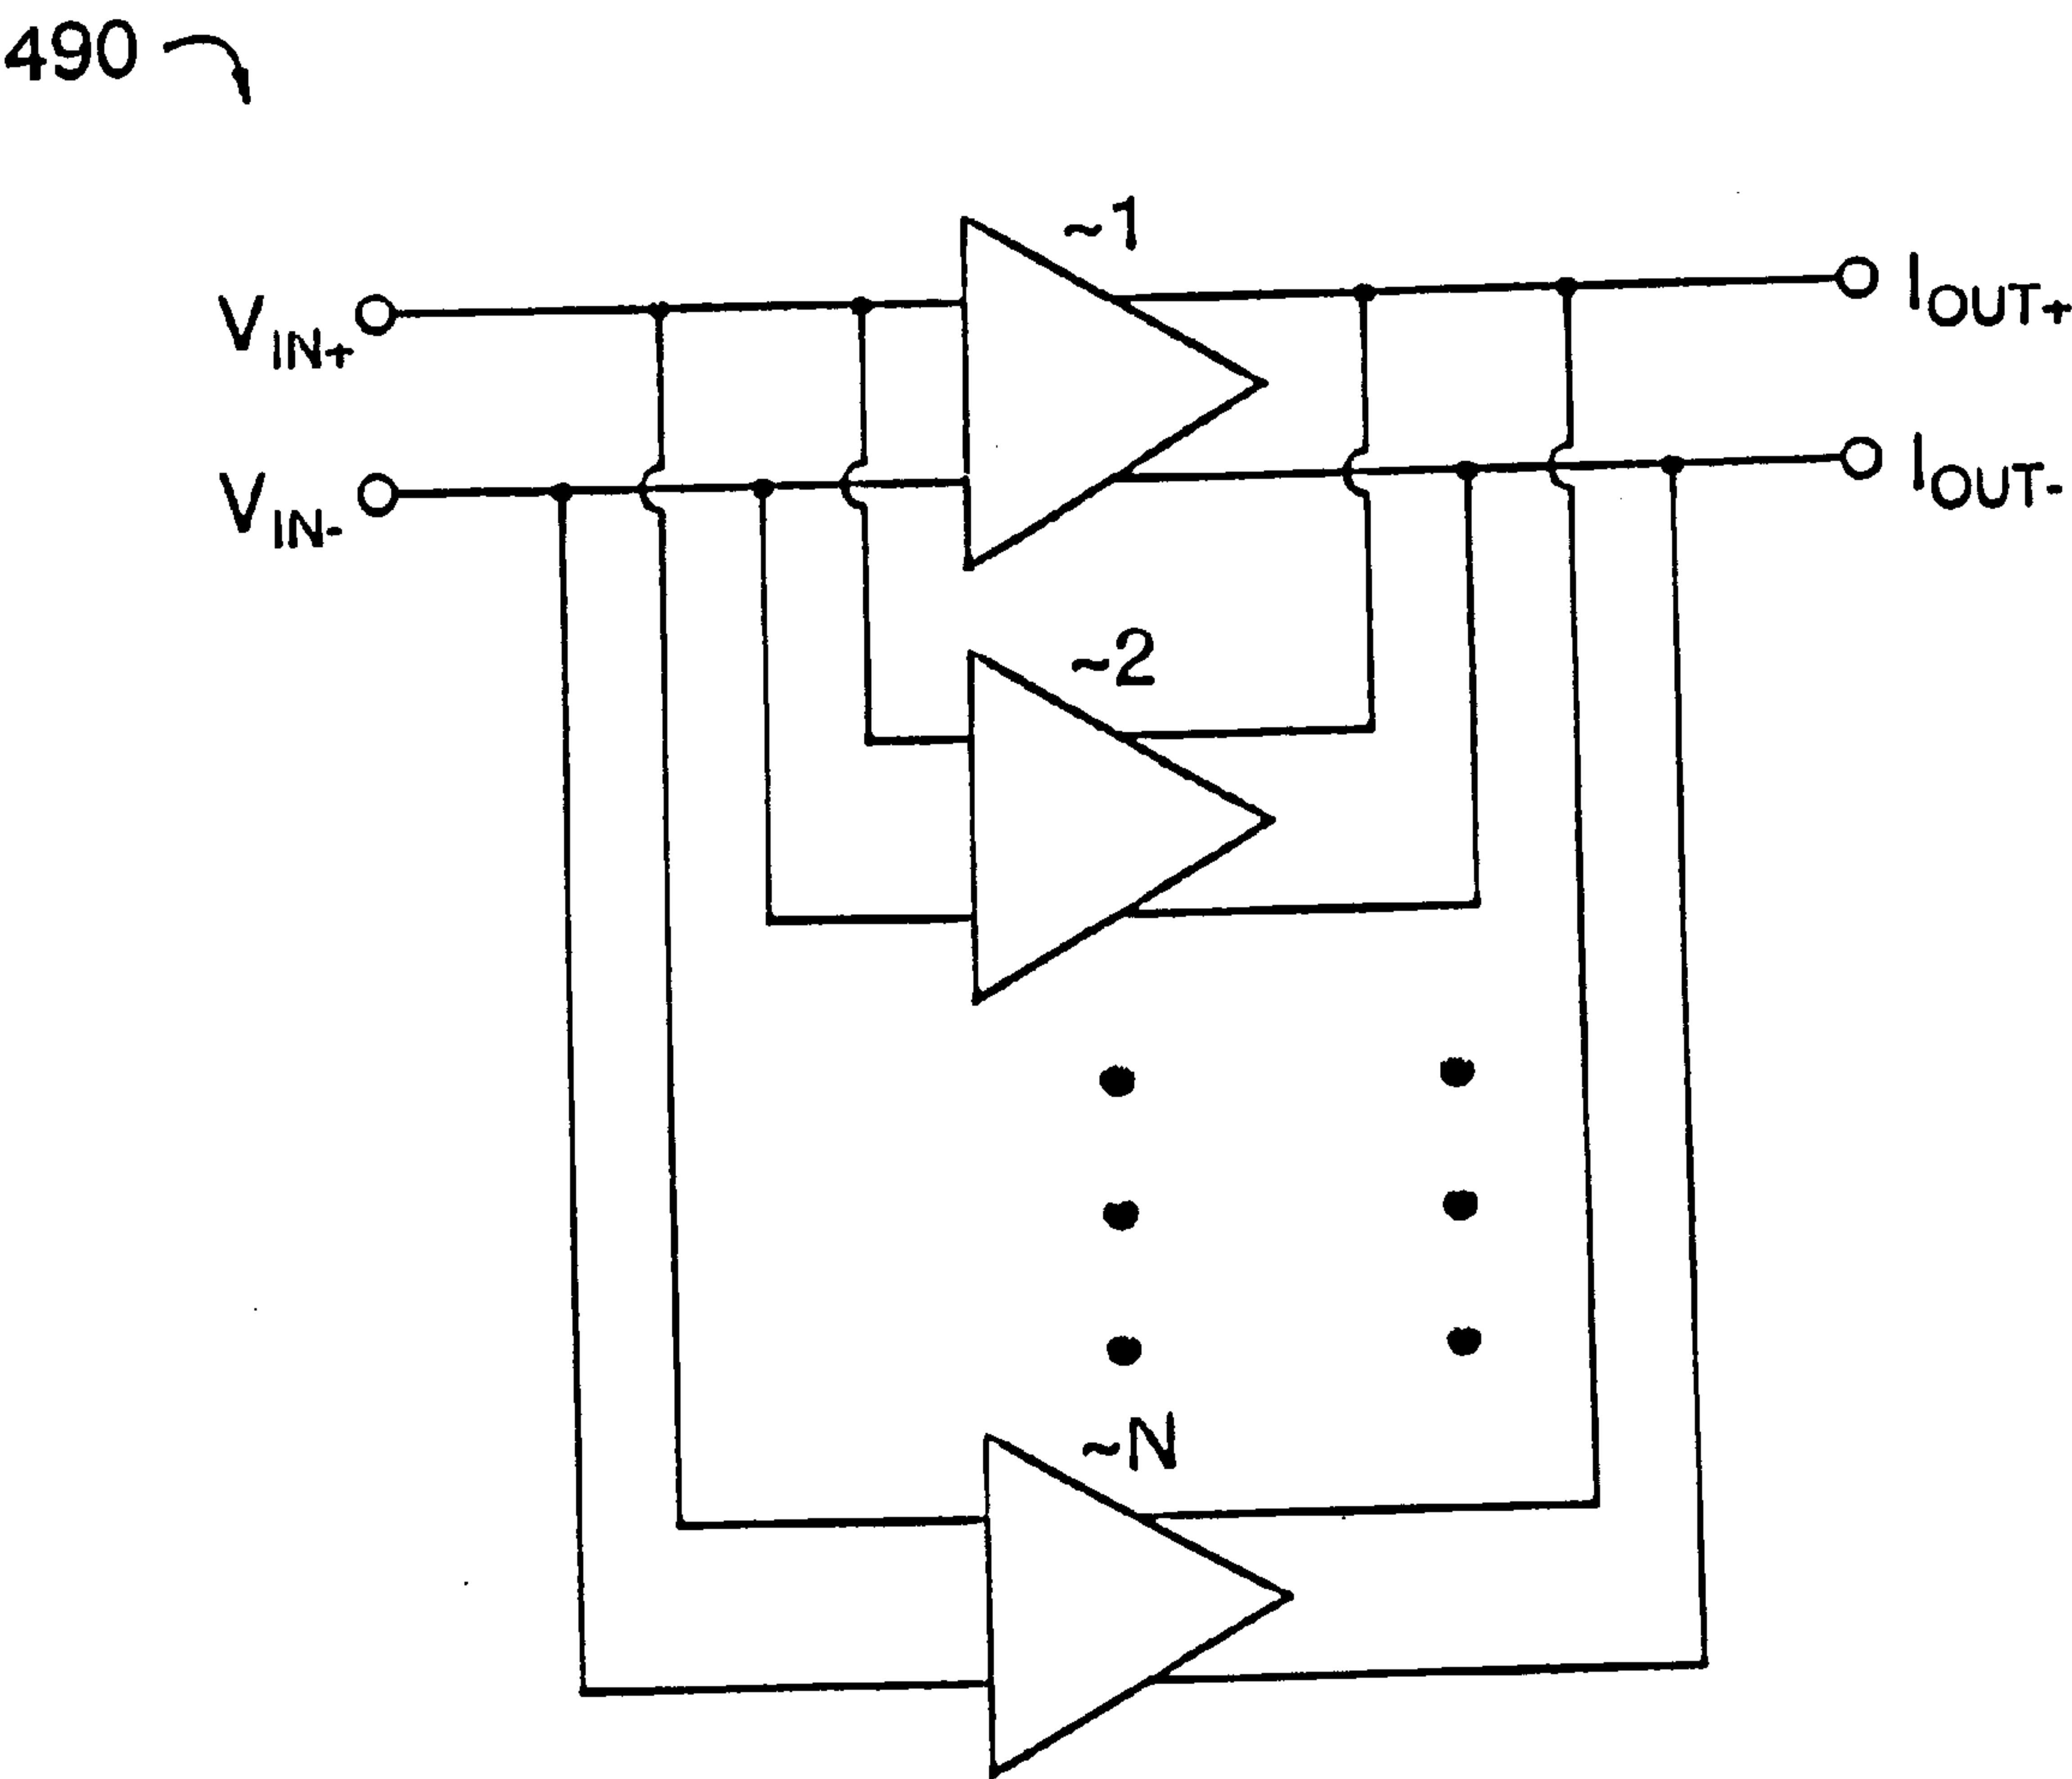 490
~1
VIN+
IOUT+
VIN-
IOUT-
~2
~N